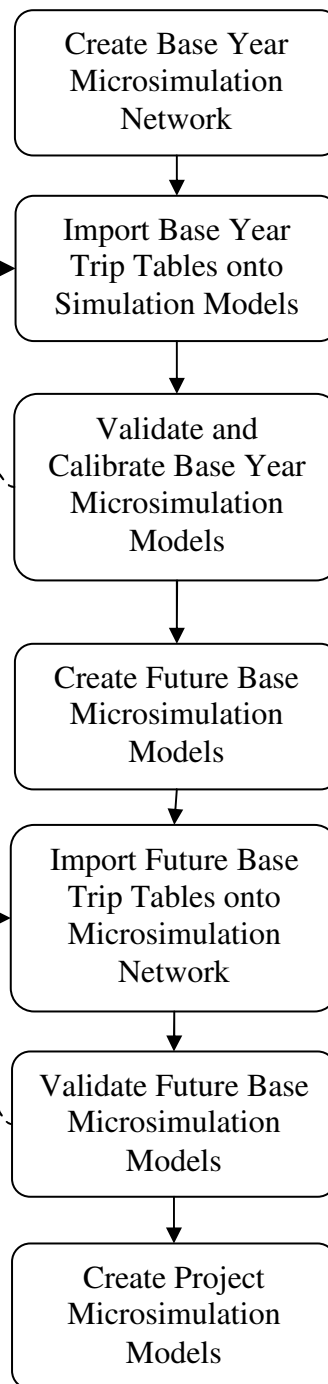 Create Base Year
Microsimulation
Network
Import Base Year
Trip Tables onto
Simulation Models
Validate and
Calibrate Base Year
Microsimulation
Models
Create Future Base
Microsimulation
Models
Import Future Base
Trip Tables onto
Microsimulation
Network
Validate Future Base
Microsimulation
Models
Create Project
Microsimulation
Models